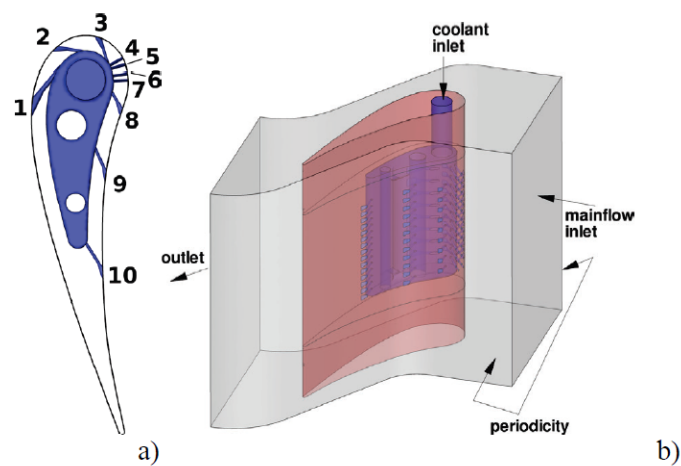 1
2
3
4
5
6
7
8
9
10
a)
coolant
inlet
mainflow
inlet
outlet
periodicity
b)